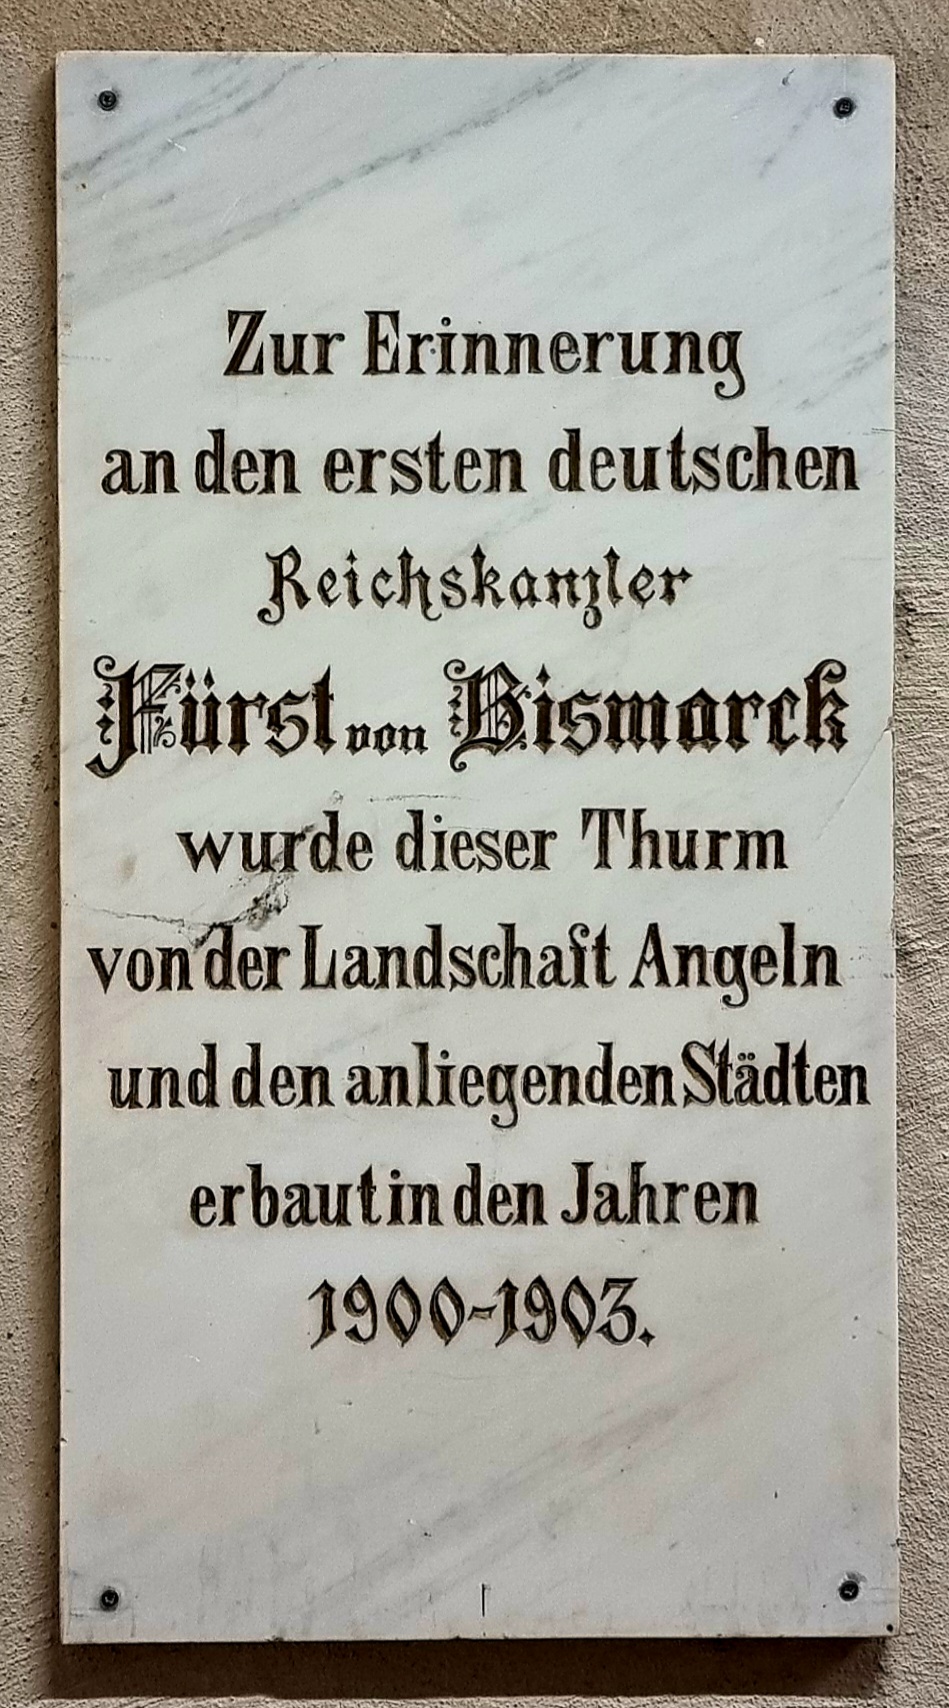 Zur Erinnerung
an den ersten deutschen
Reichskanzler
Fürst von Bismarck
wurde dieser Thurm
von der Landschaft Angeln
und den anliegenden Städten
erbaut in den Jahren
1900-1903.